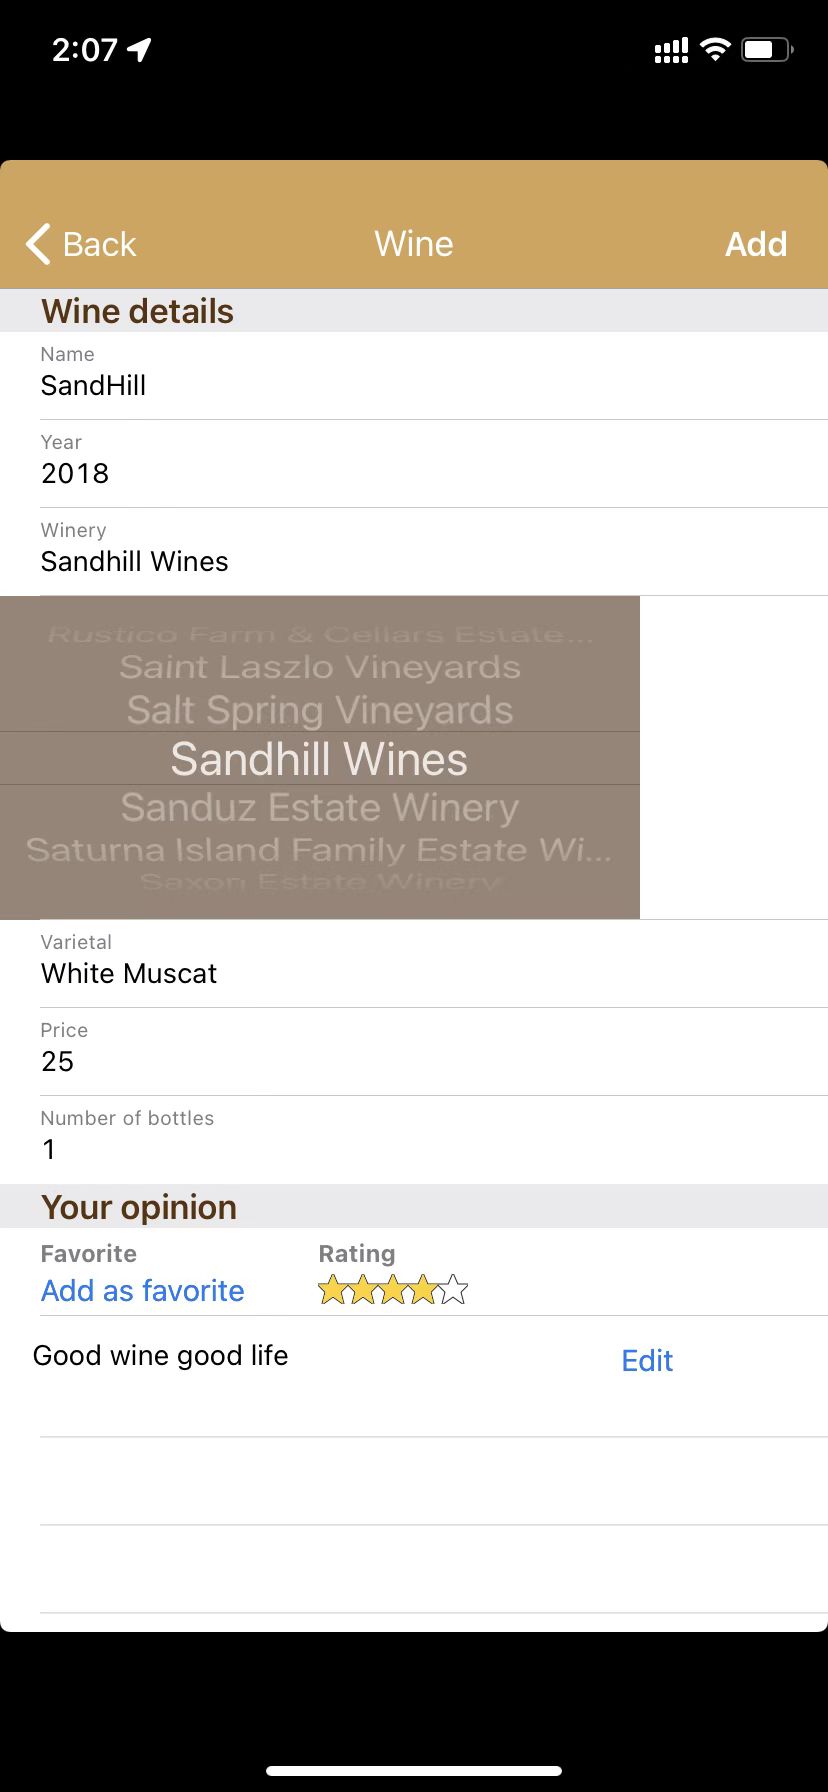 2:07
Back Wine Add
Wine details
Name
SandHill
Year
2018
Winery
Sandhill Wines
Rustico Farm & Cellars Estate...
Saint Laszlo Vineyards
Salt Spring Vineyards
Sandhill Wines
Sanduz Estate Winery
Saturna Island Family Estate Wi...
Saxon Estate Winery
Varietal
White Muscat
Price
25
Number of bottles
1
Your opinion
Favorite Rating
Add as favorite
Good wine good life Edit